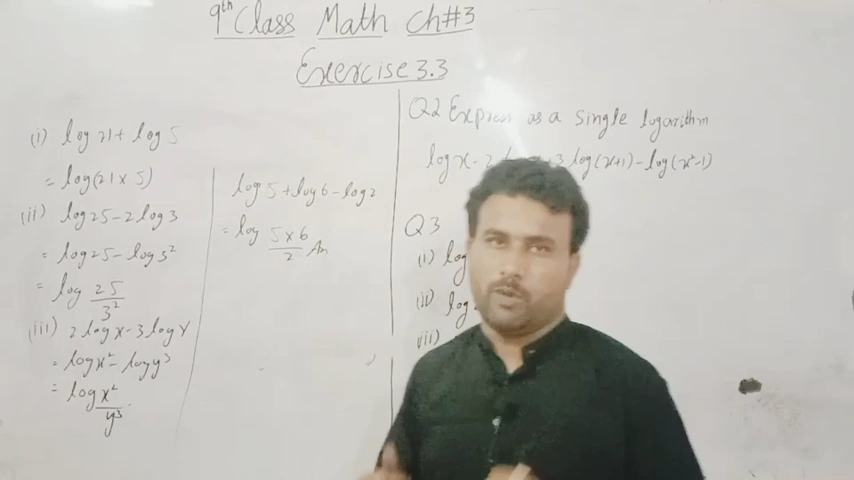 9th Class Math Ch#3
Exercise 3.3
(i) log 21 + log 5
= log(21 x 5)
(ii) log 25 - 2 log 3
= log 25 - log 3²
= log 25/3²
(iii) 2 log x - 3 log y
= log x² - log y³
= log x²/y³
log 5 + log 6 - log 2
= log 5 x 6/2 An
Q2 Express as a single logarithm
log x - 2 +3 log (x+1) - log (x²-1)
Q3
(i) log
(ii) log
(iii)